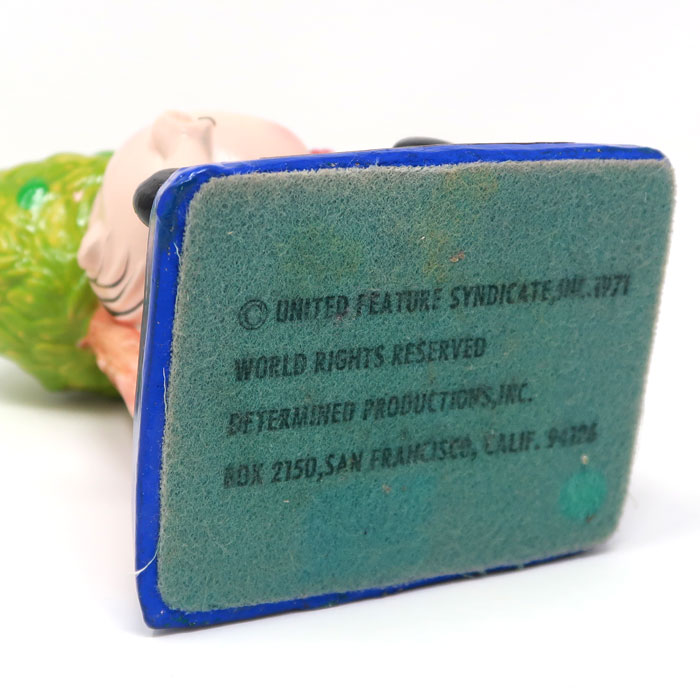 © UNITED FEATURE SYNDICATE, INC. 1971
WORLD RIGHTS RESERVED
DETERMINED PRODUCTIONS, INC.
BOX 2150, SAN FRANCISCO, CALIF. 94126